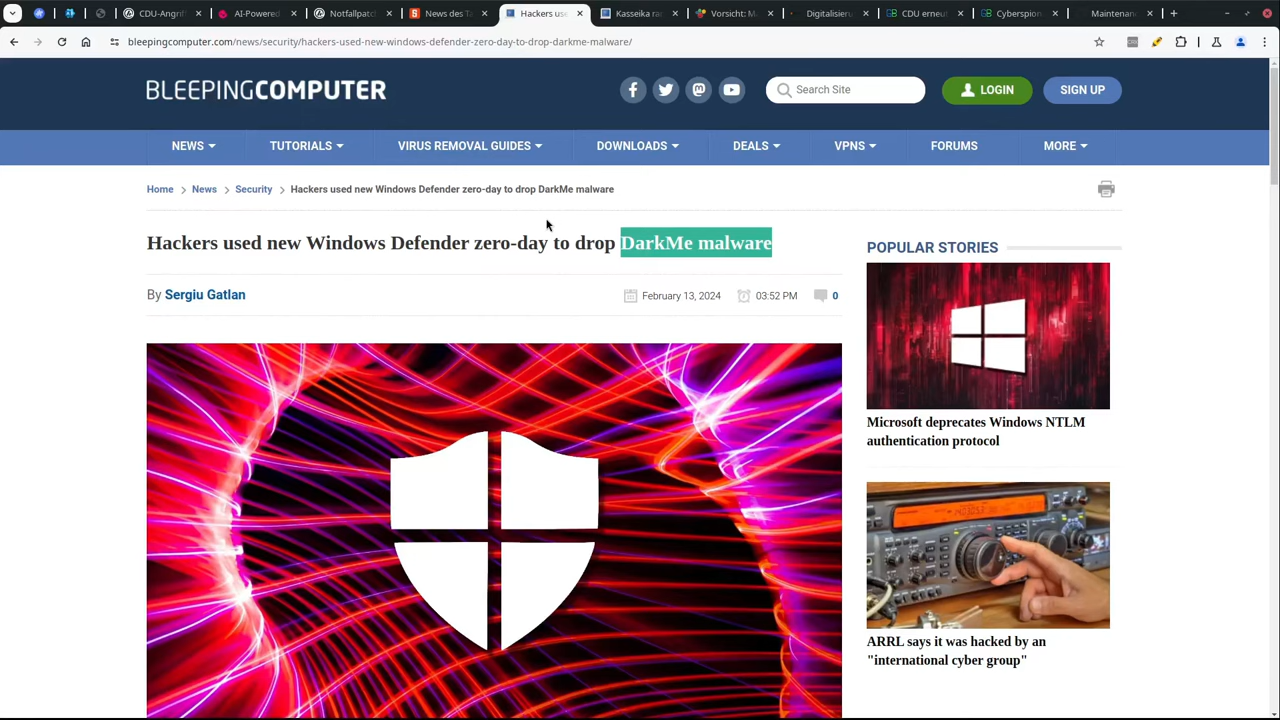 CDU-Angrif
AI-Powered
Notfallpatch
News des Ta
Hackers use
Kasseika ran
Vorsicht: M
Digitalisieru
CDU erneut
Cyberspion
Maintenanc
bleepingcomputer.com/news/security/hackers-used-new-windows-defender-zero-day-to-drop-darkme-malware/
BLEEPINGCOMPUTER
Search Site
LOGIN
SIGN UP
NEWS
TUTORIALS
VIRUS REMOVAL GUIDES
DOWNLOADS
DEALS
VPNS
FORUMS
MORE
Home > News > Security > Hackers used new Windows Defender zero-day to drop DarkMe malware
Hackers used new Windows Defender zero-day to drop DarkMe malware
By Sergiu Gatlan
February 13, 2024
03:52 PM
0
POPULAR STORIES
Microsoft deprecates Windows NTLM
authentication protocol
ARRL says it was hacked by an
"international cyber group"